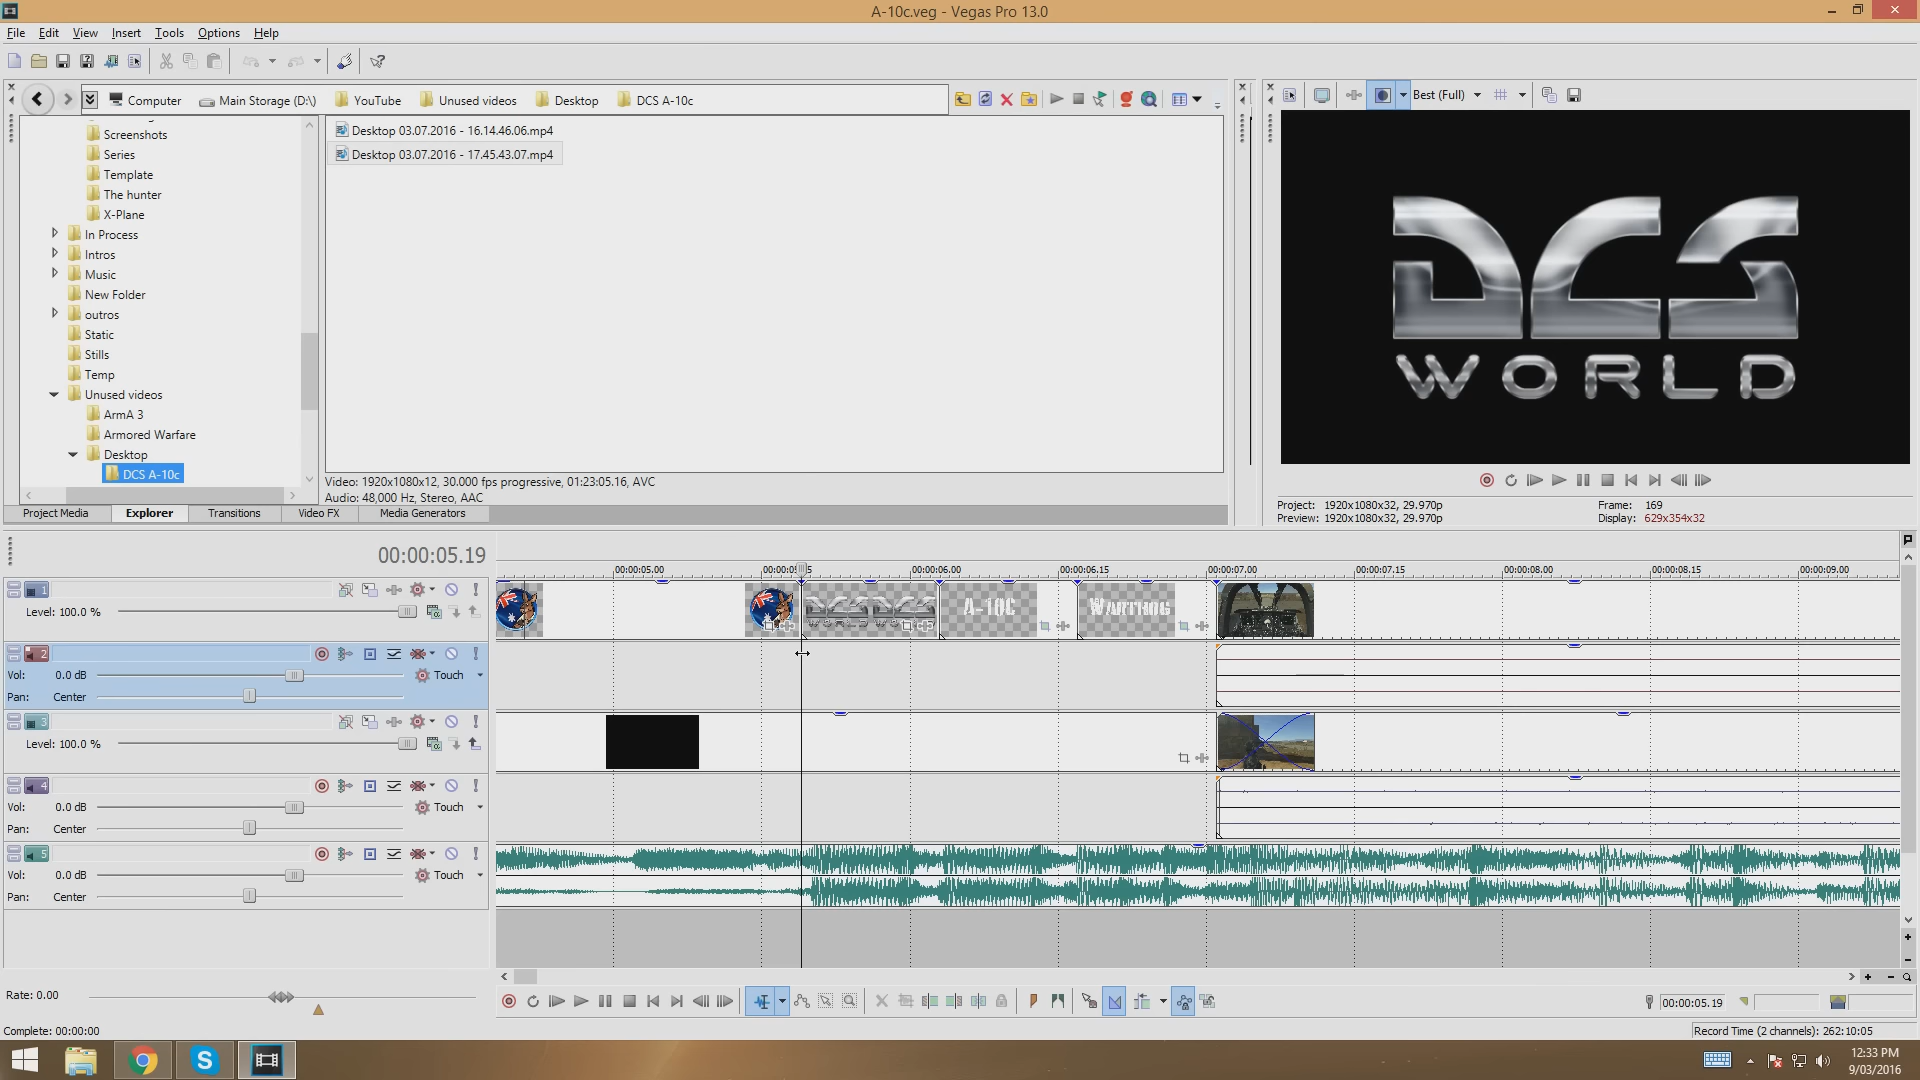 A-10c.veg - Vegas Pro 13.0
File Edit View Insert Tools Options Help
Computer Main Storage (D:\) YouTube Unused videos Desktop DCS A-10c
Best (Full)
Screenshots
Series
Template
The hunter
X-Plane
In Process
Intros
Music
New Folder
outros
Static
Stills
Temp
Unused videos
ArmA 3
Armored Warfare
Desktop
DCS A-10c
Desktop 03.07.2016 - 16.14.46.06.mp4
Desktop 03.07.2016 - 17.45.43.07.mp4
Video: 1920x1080x12, 30.000 fps progressive, 01:23:05.16, AVC
Audio: 48,000 Hz, Stereo, AAC
Project Media Explorer Transitions Video FX Media Generators
DCS
WORLD
Project: 1920x1080x32, 29.970p
Preview: 1920x1080x32, 29.970p
Frame: 169
Display: 629x354x32
00:00:05.19
00:00:05.00 00:00:06.00 00:00:06.15 00:00:07.00 00:00:07.15 00:00:08.00 00:00:08.15 00:00:09.00
1
Level: 100.0 %
DCS WORLD DCS WORLD A-10C WARTHOG
2
Vol: 0.0 dB Touch
Pan: Center
3
Level: 100.0 %
4
Vol: 0.0 dB Touch
Pan: Center
5
Vol: 0.0 dB Touch
Pan: Center
Rate: 0.00
00:00:05.19
Complete: 00:00:00
Record Time (2 channels): 262:10:05
12:33 PM
9/03/2016